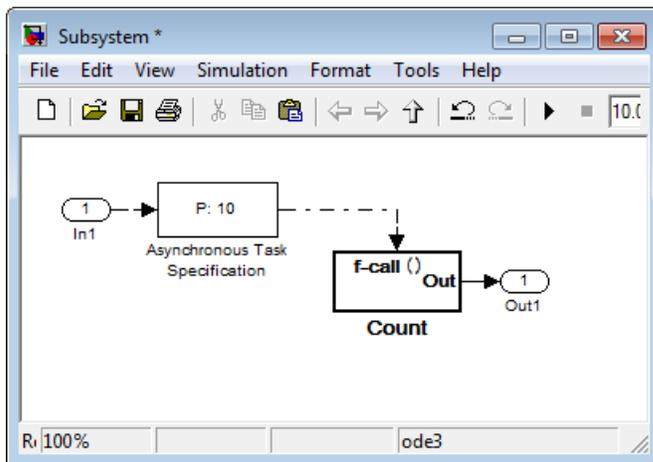 Subsystem *
File Edit View Simulation Format Tools Help
10.0
1
In1
P: 10
Asynchronous Task
Specification
f-call ()
Out
Count
1
Out1
100%
ode3